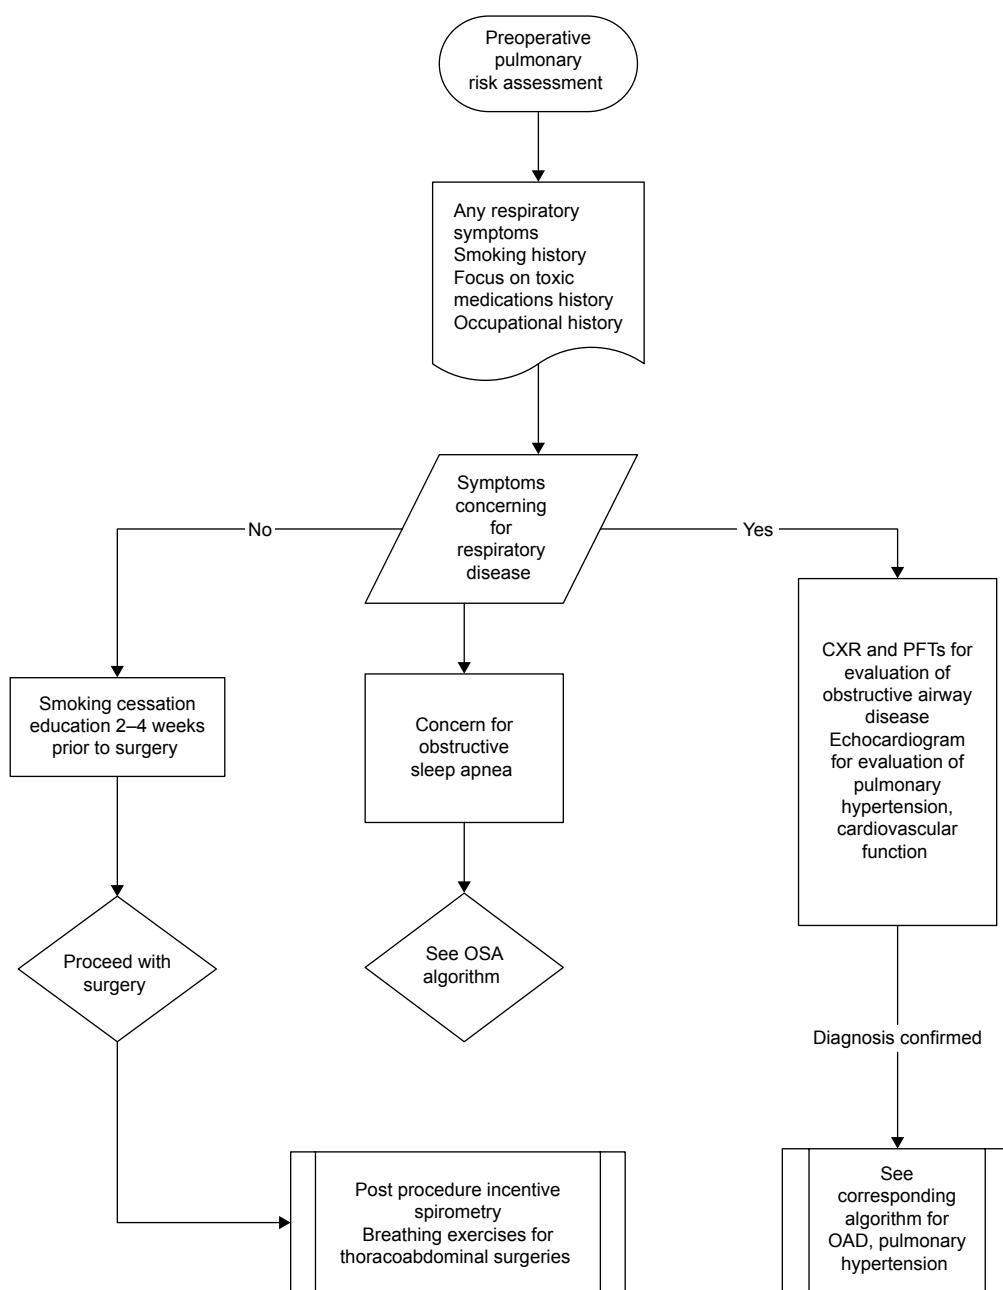 Preoperative
pulmonary
risk assessment
Any respiratory
symptoms
Smoking history
Focus on toxic
medications history
Occupational history
Symptoms
concerning
for
respiratory
disease
No
Yes
Smoking cessation
education 2–4 weeks
prior to surgery
Concern for
obstructive
sleep apnea
CXR and PFTs for
evaluation of
obstructive airway
disease
Echocardiogram
for evaluation of
pulmonary
hypertension,
cardiovascular
function
Proceed with
surgery
See OSA
algorithm
Diagnosis confirmed
Post procedure incentive
spirometry
Breathing exercises for
thoracoabdominal surgeries
See
corresponding
algorithm for
OAD, pulmonary
hypertension